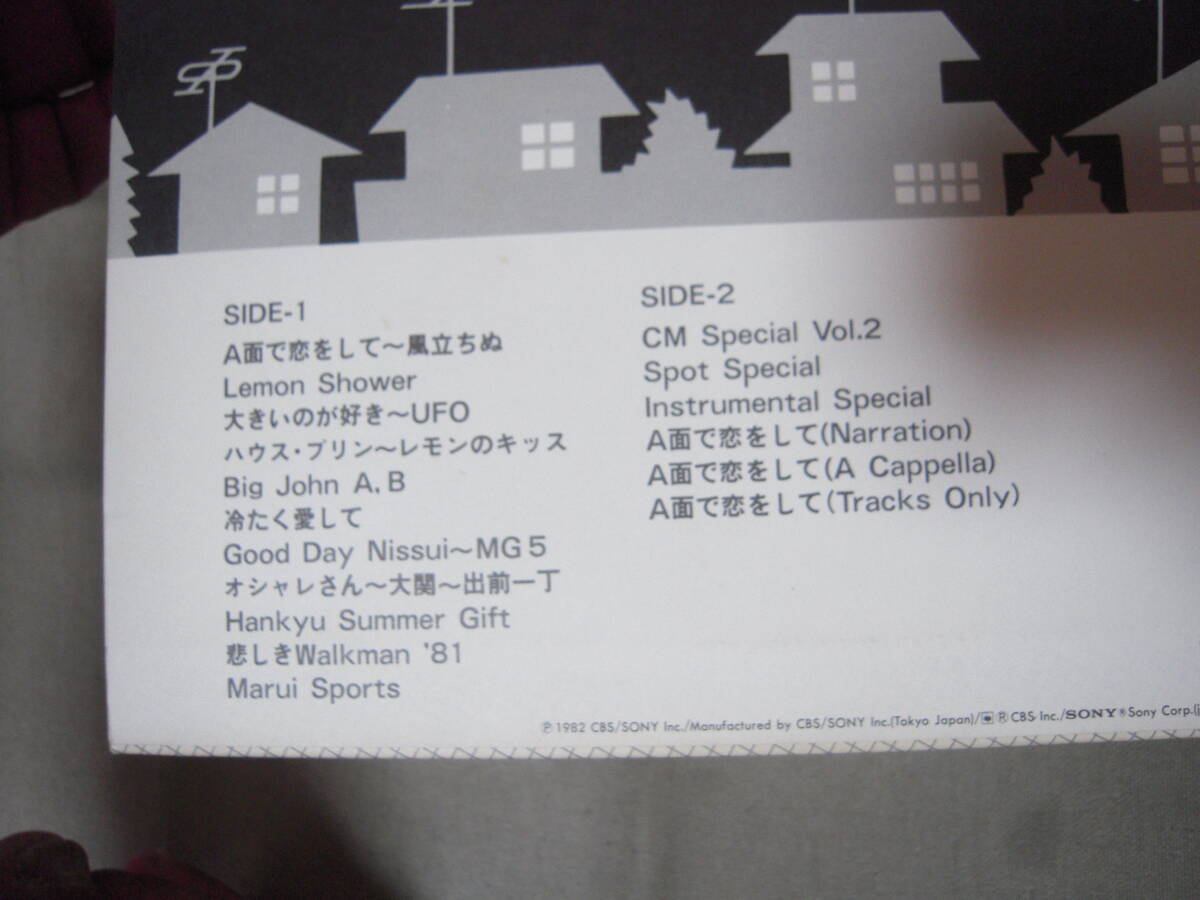 SIDE-1
A面で恋をして〜風立ちぬ
Lemon Shower
大きいのが好き〜UFO
ハウス・プリン〜レモンのキッス
Big John A,B
冷たく愛して
Good Day Nissui〜MG5
オシャレさん〜大関〜出前一丁
Hankyu Summer Gift
悲しきWalkman '81
Marui Sports
SIDE-2
CM Special Vol.2
Spot Special
Instrumental Special
A面で恋をして(Narration)
A面で恋をして(A Cappella)
A面で恋をして(Tracks Only)
℗1982 CBS/SONY Inc./Manufactured by CBS/SONY Inc.(Tokyo Japan)/®CBS Inc./SONY®Sony Corp.